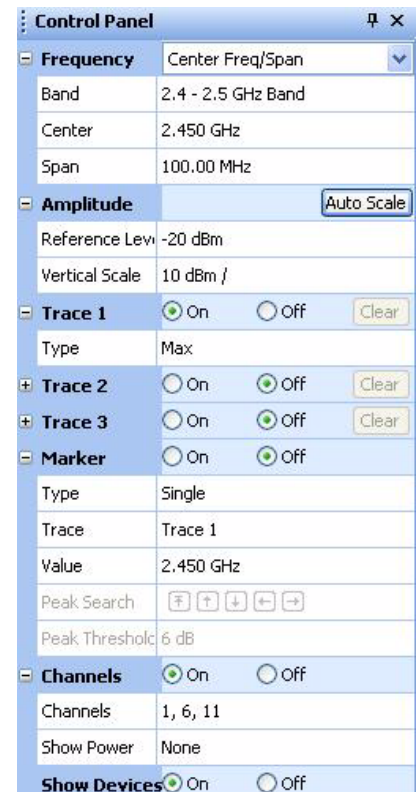 Control Panel
Frequency Center Freq/Span
Band 2.4 - 2.5 GHz Band
Center 2.450 GHz
Span 100.00 MHz
Amplitude Auto Scale
Reference Leve -20 dBm
Vertical Scale 10 dBm /
Trace 1 On Off Clear
Type Max
Trace 2 On Off Clear
Trace 3 On Off Clear
Marker On Off
Type Single
Trace Trace 1
Value 2.450 GHz
Peak Search
Peak Threshold 6 dB
Channels On Off
Channels 1, 6, 11
Show Power None
Show Devices On Off